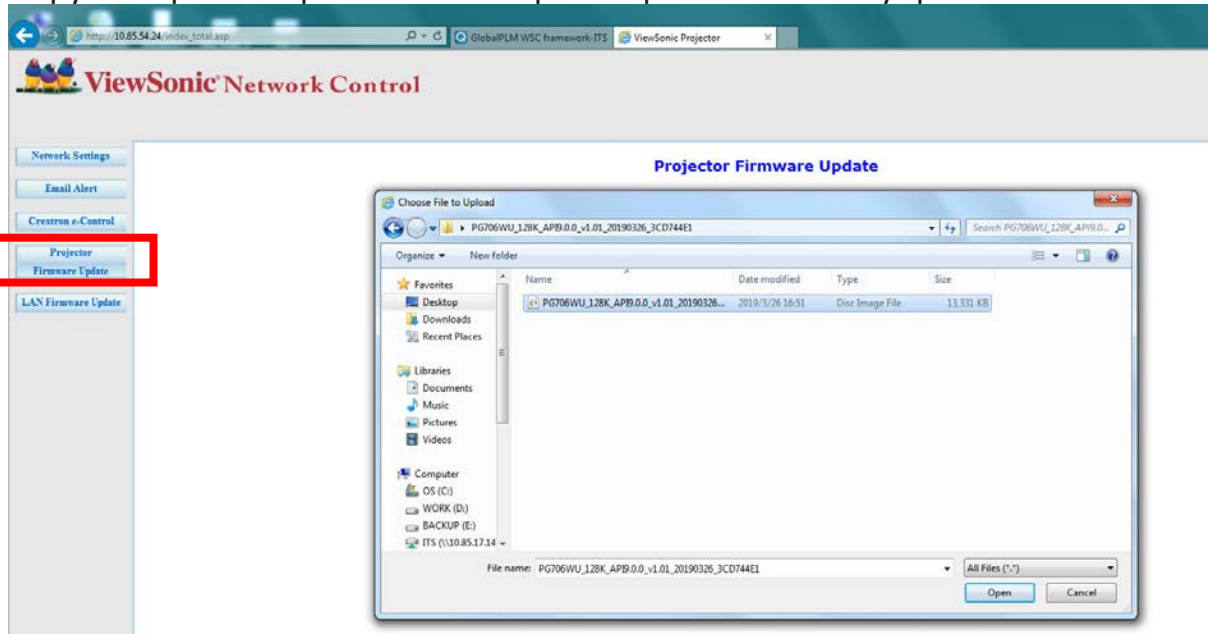 http://10.85.54.24/index_total.asp
GlobalPLM WSC framework-ITS
ViewSonic Projector
ViewSonic® Network Control
Network Settings
Email Alert
Crestron e-Control
Projector
Firmware Update
LAN Firmware Update
Projector Firmware Update
Choose File to Upload
PG706WU_128K_API9.0.0_v1.01_20190326_3CD744E1
Search PG706WU_128K_API9.0...
Organize
New folder
Name
Date modified
Type
Size
PG706WU_128K_API9.0.0_v1.01_20190326...
2019/3/26 16:51
Disc Image File
13,331 KB
Favorites
Desktop
Downloads
Recent Places
Libraries
Documents
Music
Pictures
Videos
Computer
OS (C:)
WORK (D:)
BACKUP (E:)
ITS (\\10.85.17.14
File name:
PG706WU_128K_API9.0.0_v1.01_20190326_3CD744E1
All Files (*.*)
Open
Cancel